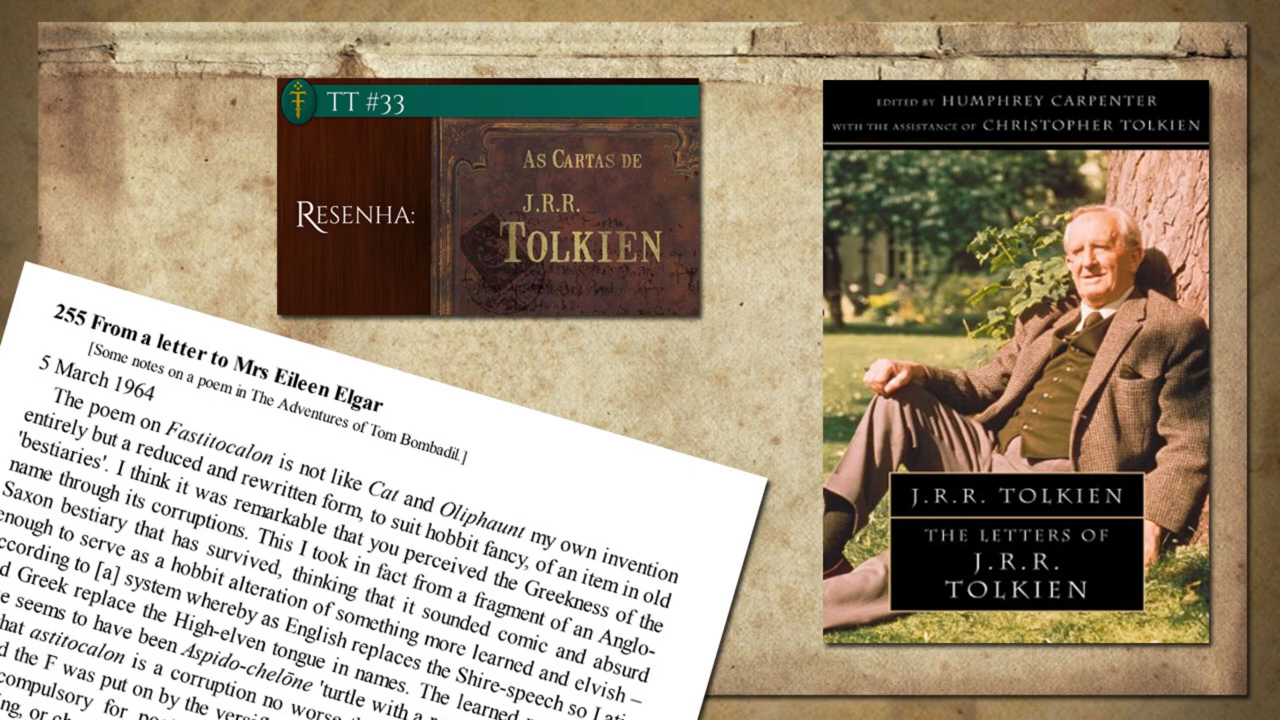 TT #33
RESENHA:
AS CARTAS DE
J.R.R.
TOLKIEN
EDITED BY HUMPHREY CARPENTER
WITH THE ASSISTANCE OF CHRISTOPHER TOLKIEN
J.R.R. TOLKIEN
THE LETTERS OF
J.R.R.
TOLKIEN
255 From a letter to Mrs Eileen Elgar
[Some notes on a poem in The Adventures of Tom Bombadil.]
5 March 1964
The poem on Fastitocalon is not like Cat and Oliphaunt my own invention
entirely but a reduced and rewritten form, to suit hobbit fancy, of an item in old
'bestiaries'. I think it was remarkable that you perceived the Greekness of the
name through its corruptions. This I took in fact from a fragment of an Anglo-
Saxon bestiary that has survived, thinking that it sounded comic and absurd
enough to serve as a hobbit alteration of something more learned and elvish –
ccording to [a] system whereby as English replaces the Shire-speech so Lati
d Greek replace the High-elven tongue in names. The learned
e seems to have been Aspido-chelōne 'turtle with a
hat astitocalon is a corruption no worse
d the F was put on by the
compulsory for